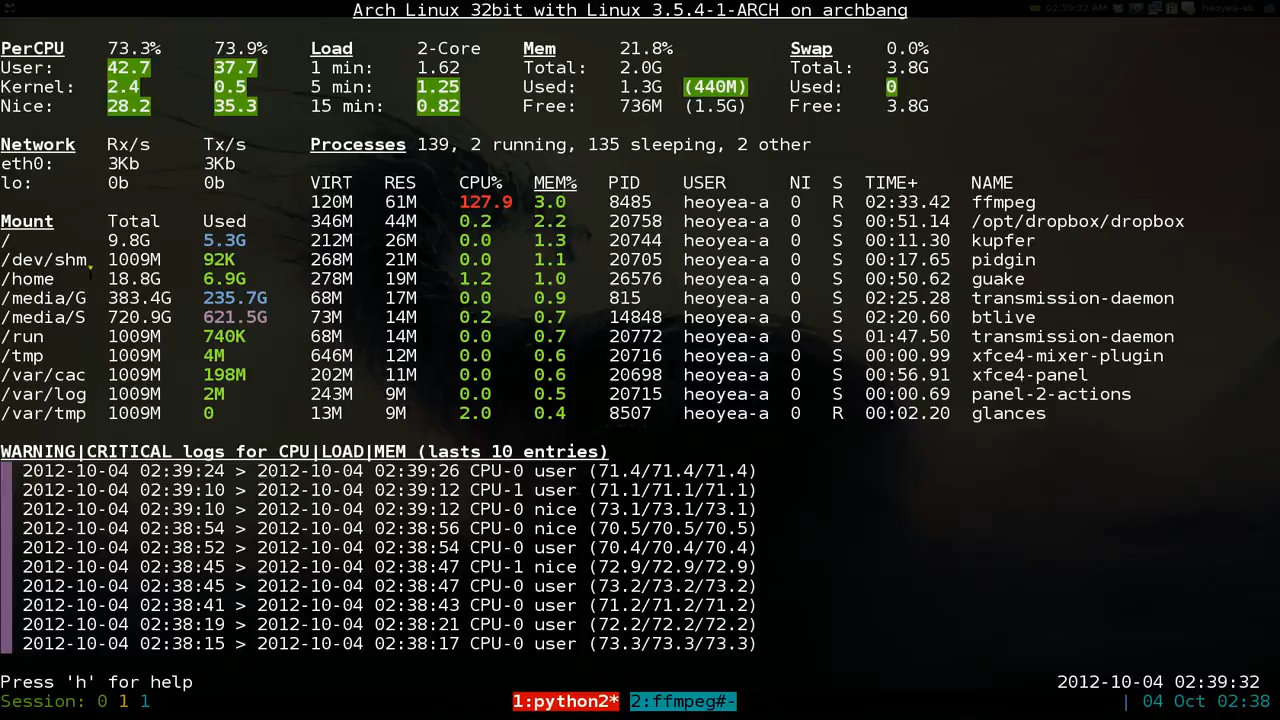 Arch Linux 32bit with Linux 3.5.4-1-ARCH on archbang
02:39:32 AM heoyea-ab
PerCPU 73.3% 73.9% Load 2-Core Mem 21.8% Swap 0.0%
User: 42.7 37.7 1 min: 1.62 Total: 2.0G Total: 3.8G
Kernel: 2.4 0.5 5 min: 1.25 Used: 1.3G (440M) Used: 0
Nice: 28.2 35.3 15 min: 0.82 Free: 736M (1.5G) Free: 3.8G
Network Rx/s Tx/s Processes 139, 2 running, 135 sleeping, 2 other
eth0: 3Kb 3Kb
lo: 0b 0b VIRT RES CPU% MEM% PID USER NI S TIME+ NAME
120M 61M 127.9 3.0 8485 heoyea-a 0 R 02:33.42 ffmpeg
Mount Total Used 346M 44M 0.2 2.2 20758 heoyea-a 0 S 00:51.14 /opt/dropbox/dropbox
/ 9.8G 5.3G 212M 26M 0.0 1.3 20744 heoyea-a 0 S 00:11.30 kupfer
/dev/shm 1009M 92K 268M 21M 0.0 1.1 20705 heoyea-a 0 S 00:17.65 pidgin
/home 18.8G 6.9G 278M 19M 1.2 1.0 26576 heoyea-a 0 S 00:50.62 guake
/media/G 383.4G 235.7G 68M 17M 0.0 0.9 815 heoyea-a 0 S 02:25.28 transmission-daemon
/media/S 720.9G 621.5G 73M 14M 0.2 0.7 14848 heoyea-a 0 S 02:20.60 btlive
/run 1009M 740K 68M 14M 0.0 0.7 20772 heoyea-a 0 S 01:47.50 transmission-daemon
/tmp 1009M 4M 646M 12M 0.0 0.6 20716 heoyea-a 0 S 00:00.99 xfce4-mixer-plugin
/var/cac 1009M 198M 202M 11M 0.0 0.6 20698 heoyea-a 0 S 00:56.91 xfce4-panel
/var/log 1009M 2M 243M 9M 0.0 0.5 20715 heoyea-a 0 S 00:00.69 panel-2-actions
/var/tmp 1009M 0 13M 9M 2.0 0.4 8507 heoyea-a 0 R 00:02.20 glances
WARNING|CRITICAL logs for CPU|LOAD|MEM (lasts 10 entries)
2012-10-04 02:39:24 > 2012-10-04 02:39:26 CPU-0 user (71.4/71.4/71.4)
2012-10-04 02:39:10 > 2012-10-04 02:39:12 CPU-1 user (71.1/71.1/71.1)
2012-10-04 02:39:10 > 2012-10-04 02:39:12 CPU-0 nice (73.1/73.1/73.1)
2012-10-04 02:38:54 > 2012-10-04 02:38:56 CPU-0 nice (70.5/70.5/70.5)
2012-10-04 02:38:52 > 2012-10-04 02:38:54 CPU-0 user (70.4/70.4/70.4)
2012-10-04 02:38:45 > 2012-10-04 02:38:47 CPU-1 nice (72.9/72.9/72.9)
2012-10-04 02:38:45 > 2012-10-04 02:38:47 CPU-0 user (73.2/73.2/73.2)
2012-10-04 02:38:41 > 2012-10-04 02:38:43 CPU-0 user (71.2/71.2/71.2)
2012-10-04 02:38:19 > 2012-10-04 02:38:21 CPU-0 user (72.2/72.2/72.2)
2012-10-04 02:38:15 > 2012-10-04 02:38:17 CPU-0 user (73.3/73.3/73.3)
Press 'h' for help 2012-10-04 02:39:32
Session: 0 1 1 1:python2* 2:ffmpeg#- | 04 Oct 02:38